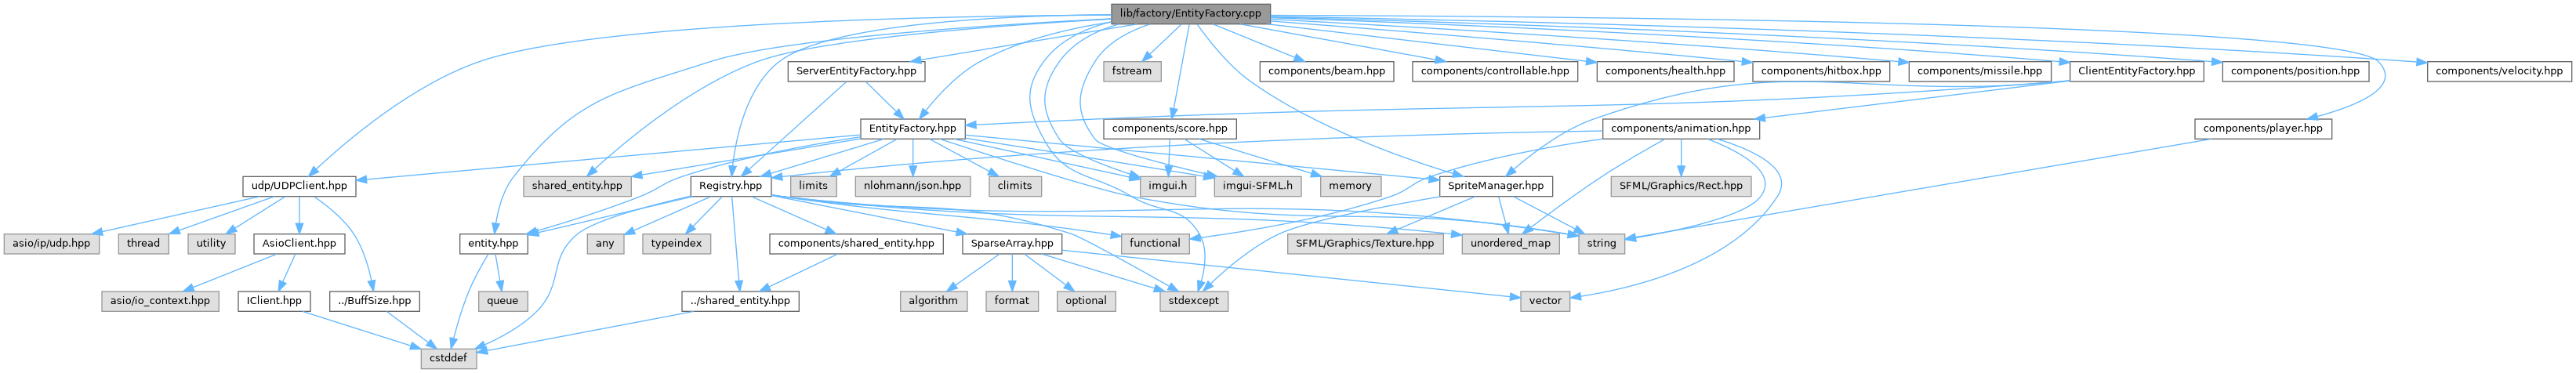 lib/factory/EntityFactory.cpp
ServerEntityFactory.hpp
fstream
components/beam.hpp
components/controllable.hpp
components/health.hpp
components/hitbox.hpp
components/missile.hpp
ClientEntityFactory.hpp
components/position.hpp
components/velocity.hpp
EntityFactory.hpp
components/score.hpp
components/animation.hpp
components/player.hpp
udp/UDPClient.hpp
shared_entity.hpp
Registry.hpp
limits
nlohmann/json.hpp
climits
imgui.h
imgui-SFML.h
memory
SpriteManager.hpp
SFML/Graphics/Rect.hpp
asio/ip/udp.hpp
thread
utility
AsioClient.hpp
entity.hpp
any
typeindex
components/shared_entity.hpp
SparseArray.hpp
functional
SFML/Graphics/Texture.hpp
unordered_map
string
asio/io_context.hpp
IClient.hpp
../BuffSize.hpp
queue
../shared_entity.hpp
algorithm
format
optional
stdexcept
vector
cstddef